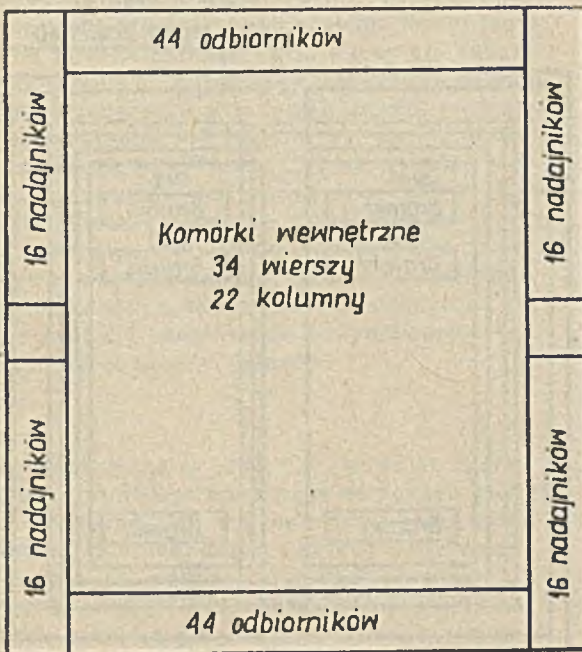 44 odbiorników
16 nadajników
16 nadajników
Komórki wewnętrzne
34 wierszy
22 kolumny
16 nadajników
16 nadajników
44 odbiorników